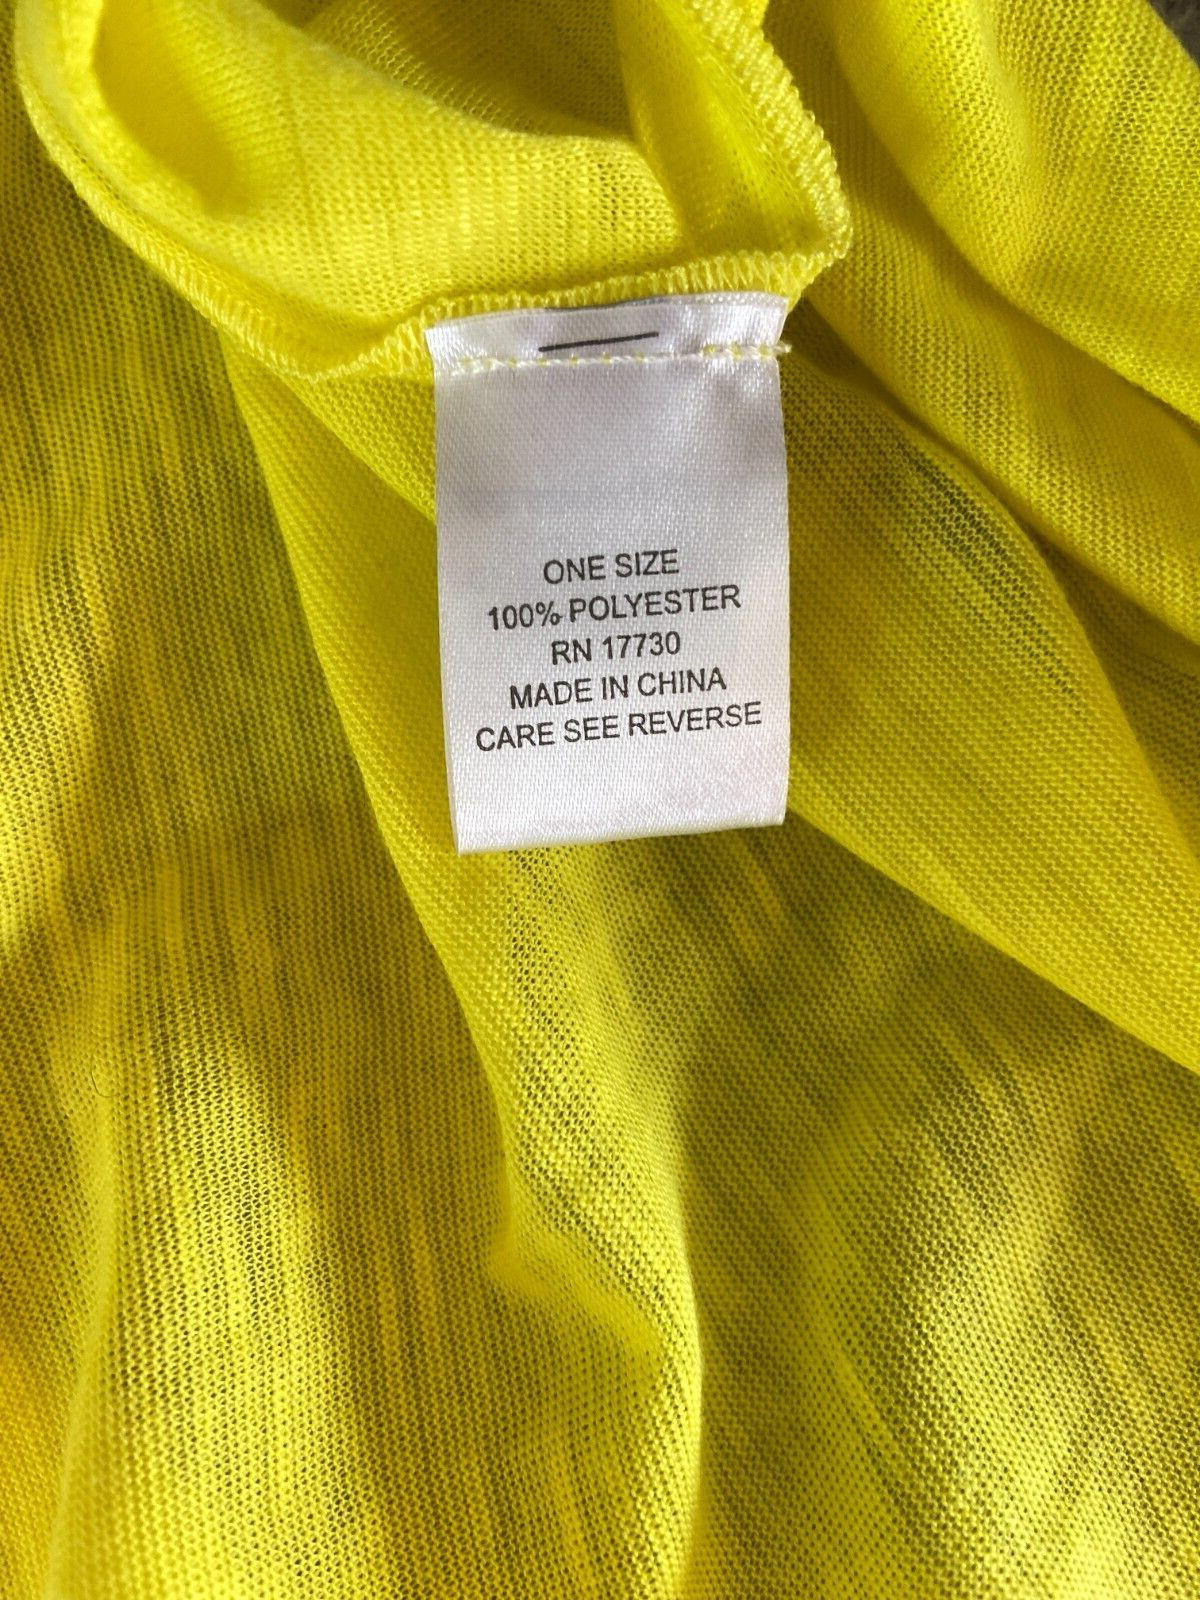 ONE SIZE
100% POLYESTER
RN 17730
MADE IN CHINA
CARE SEE REVERSE